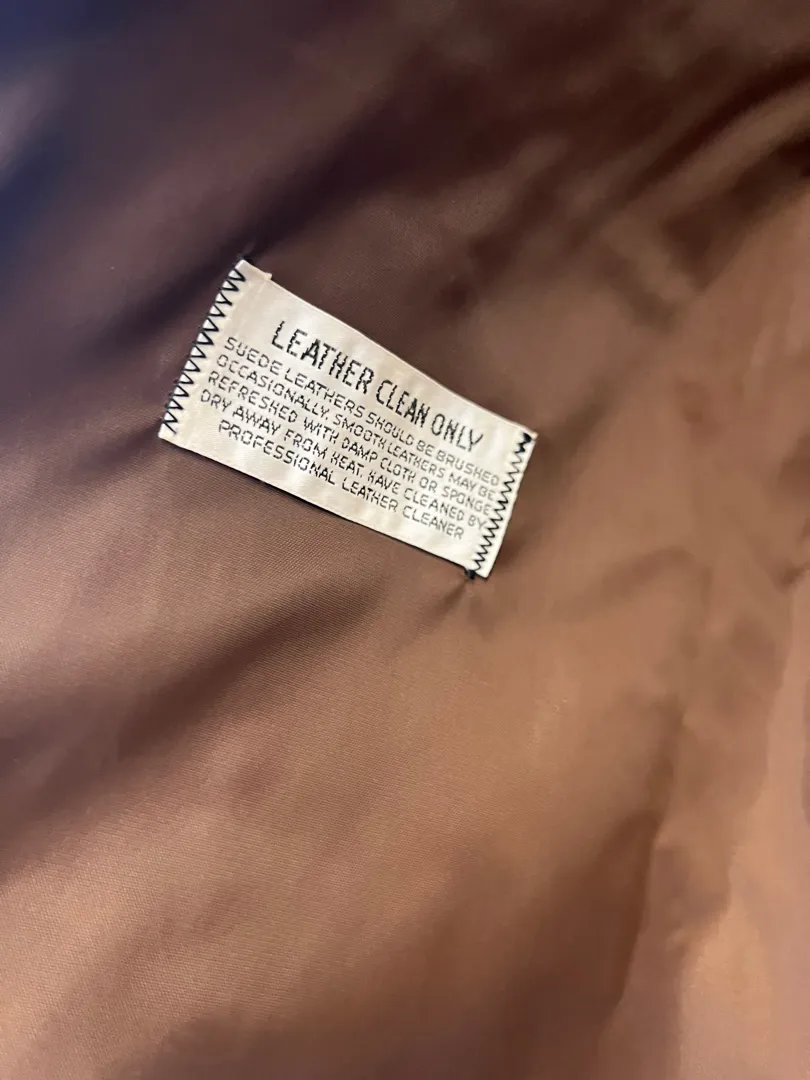 LEATHER CLEAN ONLY
SUEDE LEATHERS SHOULD BE BRUSHED
OCCASIONALLY. SMOOTH LEATHERS MAY BE
REFRESHED WITH DAMP CLOTH OR SPONGE
DRY AWAY FROM HEAT. HAVE CLEANED BY
PROFESSIONAL LEATHER CLEANER